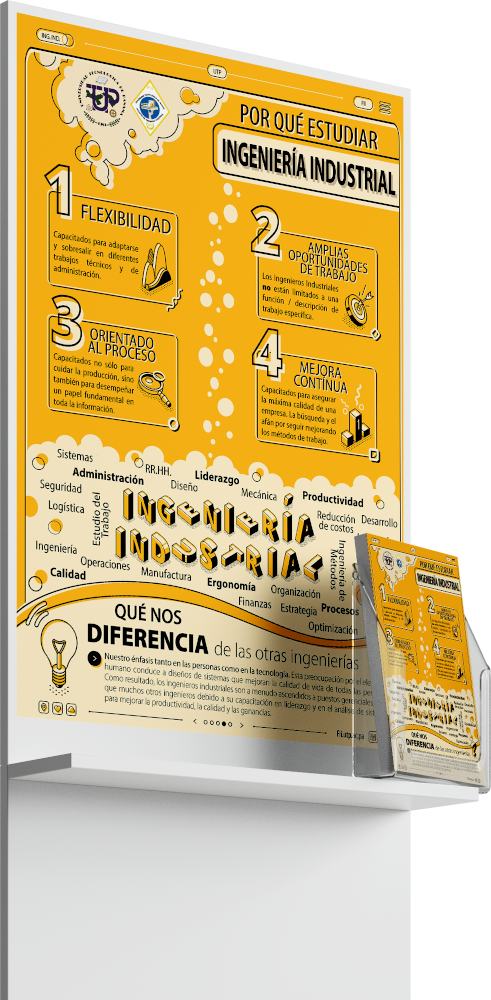 ING. IND.
UTP
FII
UTP
POR QUÉ ESTUDIAR
INGENIERÍA INDUSTRIAL
1
FLEXIBILIDAD
Capacitados para adaptarse
y sobresalir en diferentes
trabajos técnicos y de
administración.
2
AMPLIAS
OPORTUNIDADES
DE TRABAJO
Los Ingenieros Industriales
no están limitados a una
función / descripción de
trabajo específica.
3
ORIENTADO
AL PROCESO
Capacitados no sólo para
cuidar la producción, sino
también para desempeñar
un papel fundamental en
toda la información.
4
MEJORA
CONTINUA
Capacitados para asegurar
la máxima calidad de una
empresa. La búsqueda y el
afán por seguir mejorando
los métodos de trabajo.
Sistemas
RR.HH.
Liderazgo
Administración
Diseño
Mecánica
Productividad
Seguridad
Logística
Estudio del
Trabajo
INGENIERÍA
INDUSTRIAL
Reducción
de costos
Desarrollo
Ingeniería
Ingeniería de
Métodos
Operaciones
Calidad
Manufactura
Ergonomía
Organización
Finanzas
Estrategia
Procesos
Optimización
QUÉ NOS
DIFERENCIA de las otras ingenierías
Nuestro énfasis tanto en las personas como en la tecnología. Esta preocupación por el
humano conduce a diseños de sistemas que mejoran la calidad de vida de todas las
Como resultado, los ingenieros industriales son a menudo ascendidos a puestos gerenciales
que muchos otros ingenieros debido a su capacitación en liderazgo y en el análisis de
para mejorar la productividad, la calidad y las ganancias.
POR QUÉ ESTUDIAR
INGENIERÍA INDUSTRIAL
1
FLEXIBILIDAD
2
3
4
INGENIERÍA
INDUSTRIAL
QUÉ NOS
DIFERENCIA de las otras ingenierías